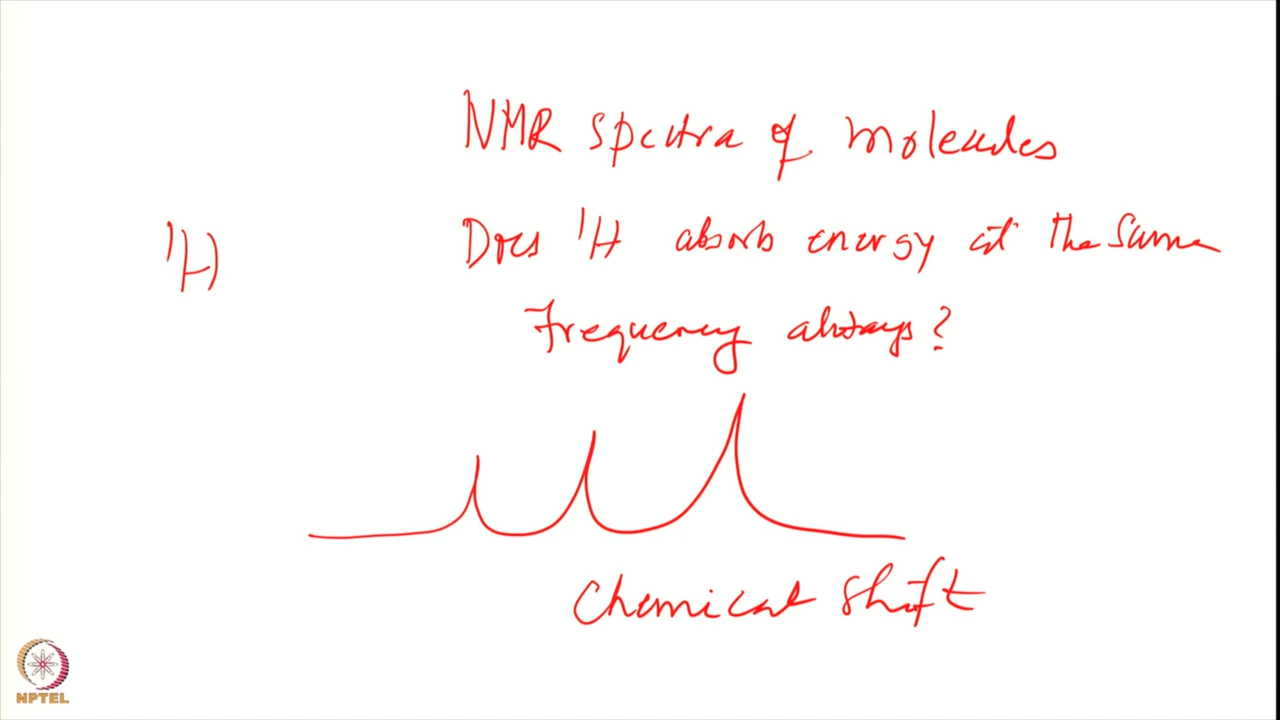 NMR spectra of molecules
¹H
Does ¹H absorb energy at the same
frequency always?
Chemical shift
NPTEL